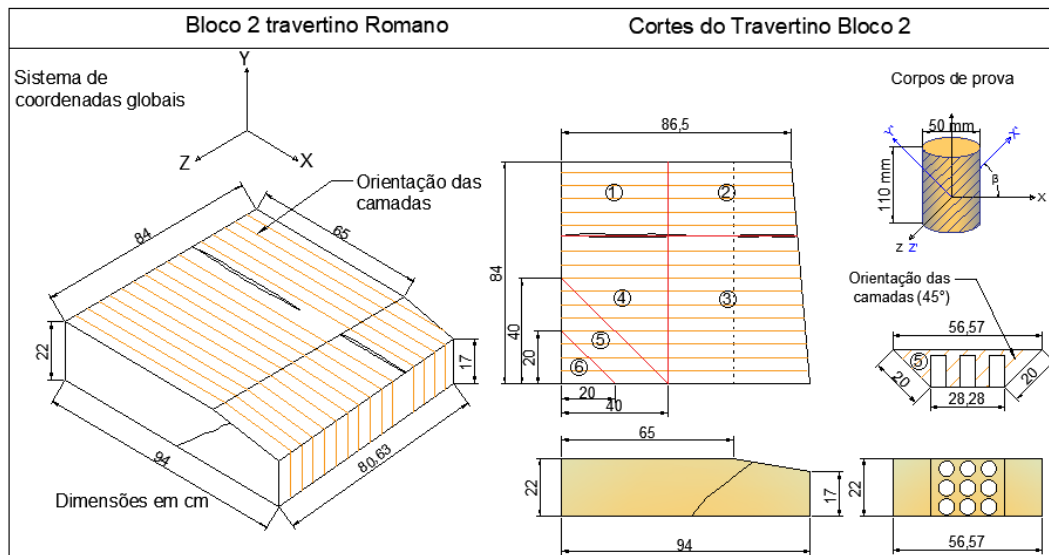 Bloco 2 travertino Romano
Cortes do Travertino Bloco 2
Sistema de
coordenadas globais
Y
Z
X
Orientação das
camadas
84
65
22
17
94
80,63
Dimensões em cm
86,5
84
40
20
20
40
1
2
3
4
5
6
65
22
17
94
Corpos de prova
50 mm
110 mm
Y'
X'
β
X
Z
Z'
Orientação das
camadas (45°)
56,57
5
20
20
28,28
22
56,57